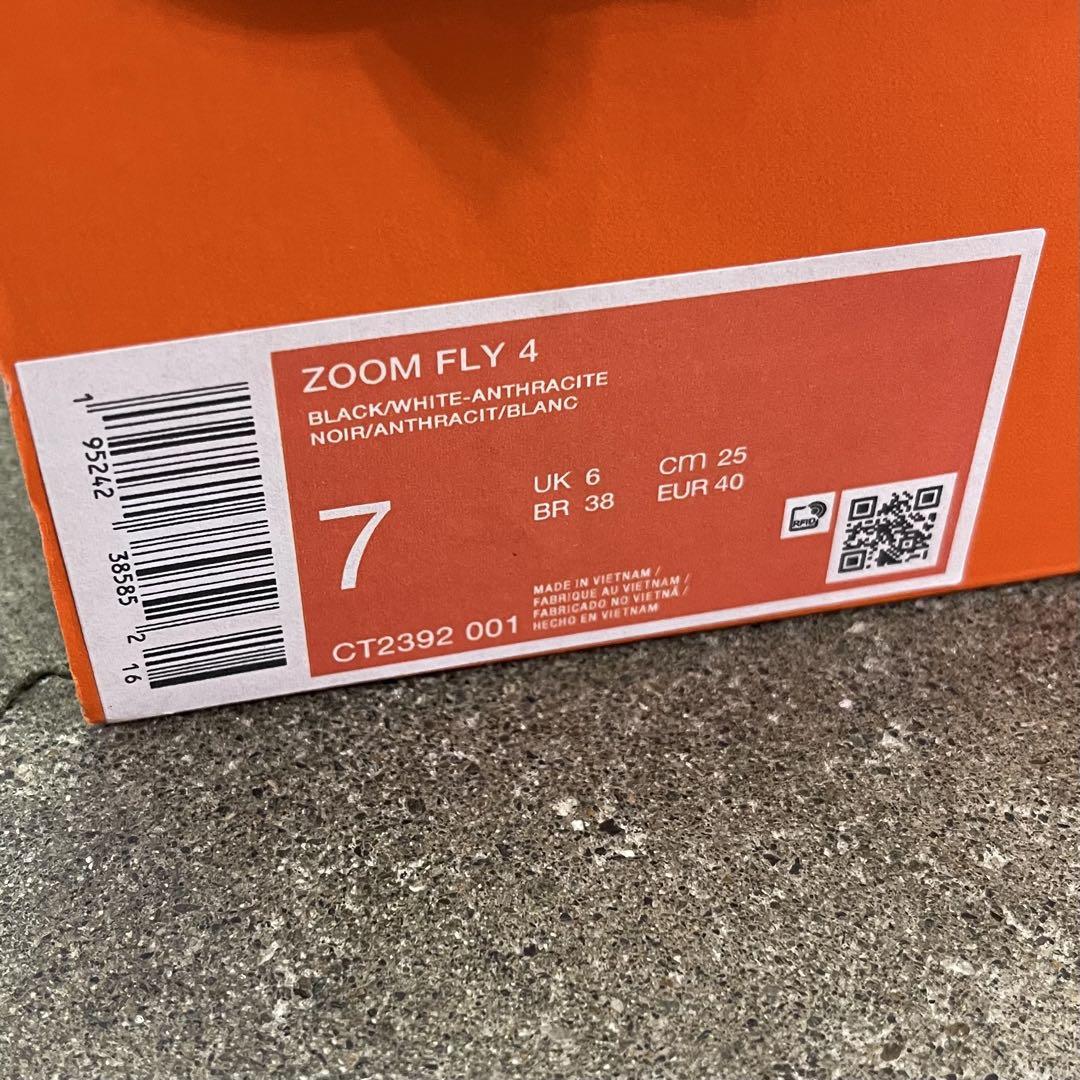 ZOOM FLY 4
BLACK/WHITE-ANTHRACITE
NOIR/ANTHRACIT/BLANC
7
UK 6 cm 25
BR 38 EUR 40
RFID
CT2392 001
MADE IN VIETNAM /
FABRIQUE AU VIETNAM /
FABRICADO NO VIETNÃ /
HECHO EN VIETNAM
1 95242 38585 2 16